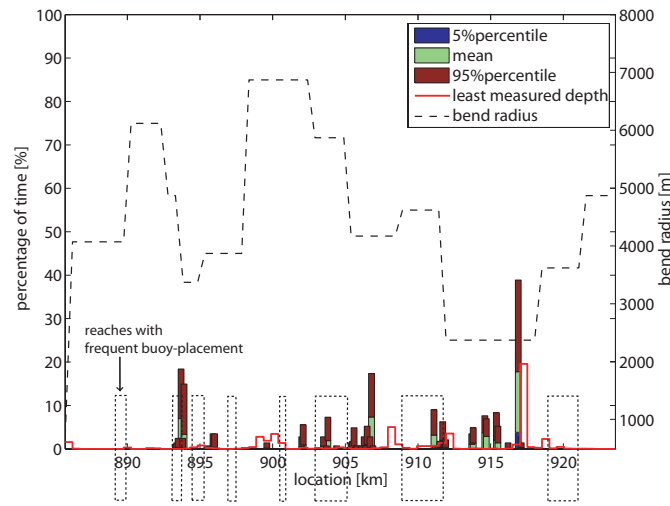 percentage of time [%]
100
90
80
70
60
50
40
30
20
10
0
8000
7000
6000
5000
4000
3000
2000
1000
0
bend radius [m]
5%percentile
mean
95%percentile
least measured depth
bend radius
reaches with
frequent buoy-placement
890
895
900
905
910
915
920
location [km]